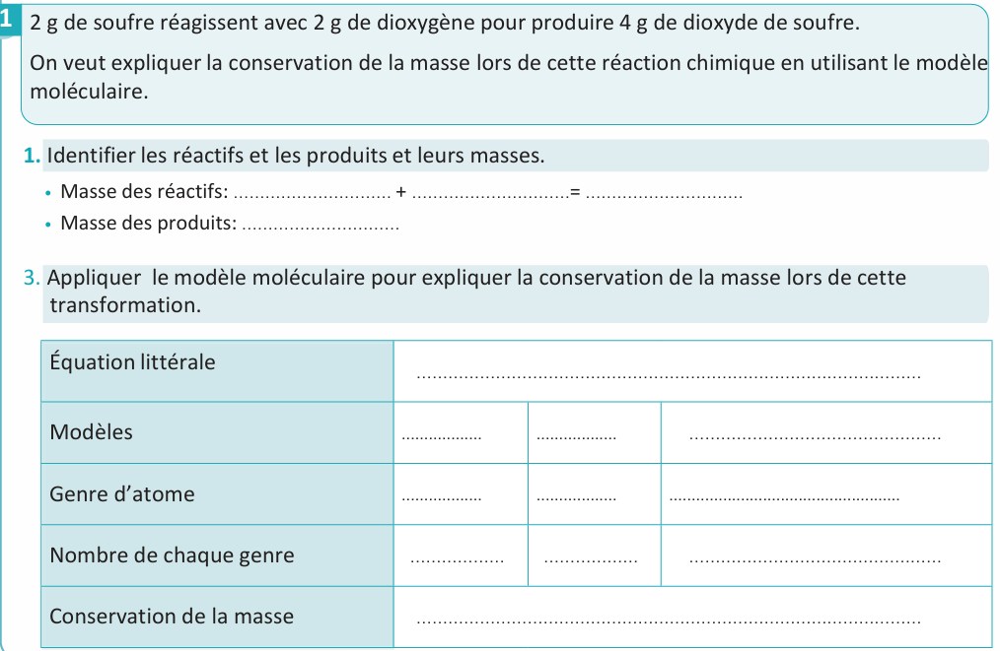 1
2 g de soufre réagissent avec 2 g de dioxygène pour produire 4 g de dioxyde de soufre.
On veut expliquer la conservation de la masse lors de cette réaction chimique en utilisant le modèle
moléculaire.
1. Identifier les réactifs et les produits et leurs masses.
• Masse des réactifs: .............................. + ..............................= ..............................
• Masse des produits: ..............................
3. Appliquer le modèle moléculaire pour expliquer la conservation de la masse lors de cette
transformation.
Équation littérale ................................................................................................
Modèles .................. .................. ................................................
Genre d’atome .................. .................. ....................................................
Nombre de chaque genre .................. .................. ................................................
Conservation de la masse ................................................................................................